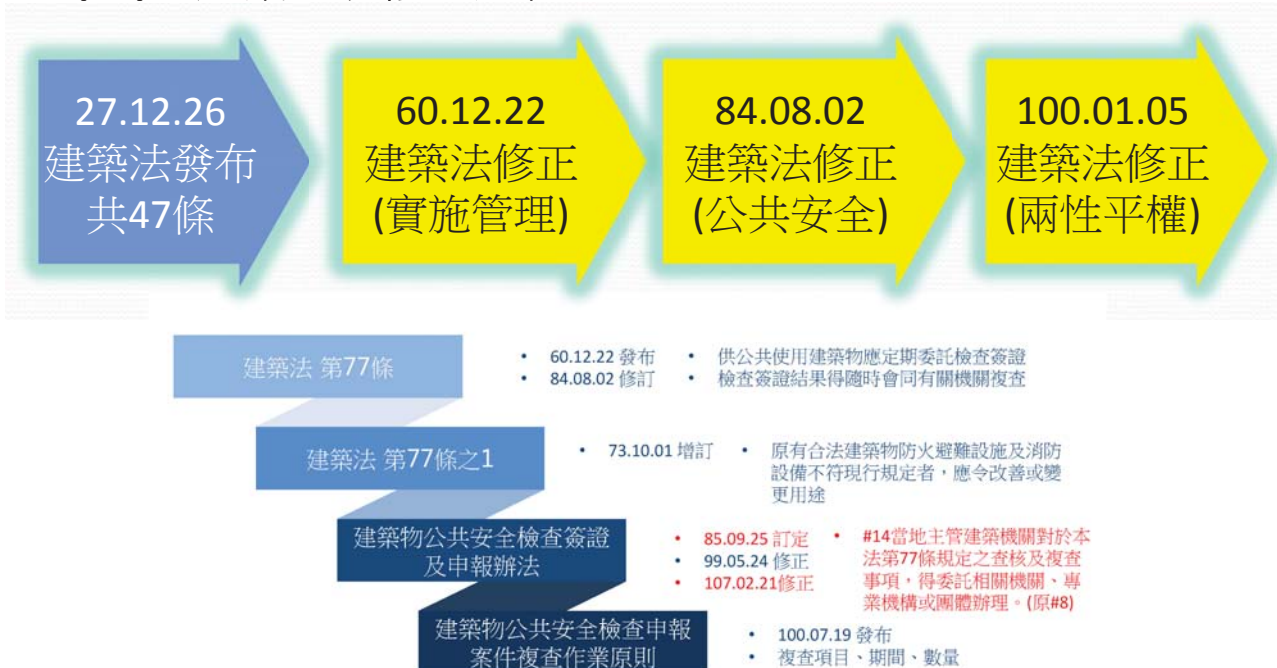 27.12.26
建築法發布
共47條
60.12.22
建築法修正
(實施管理)
84.08.02
建築法修正
(公共安全)
100.01.05
建築法修正
(兩性平權)
建築法 第77條
• 60.12.22 發布
• 84.08.02 修訂
• 供公共使用建築物應定期委託檢查簽證
• 檢查簽證結果得隨時會同有關機關複查
建築法 第77條之1
• 73.10.01 增訂
• 原有合法建築物防火避難設施及消防
設備不符現行規定者，應令改善或變
更用途
建築物公共安全檢查簽證
及申報辦法
• 85.09.25 訂定
• 99.05.24 修正
• 107.02.21修正
• #14當地主管建築機關對於本
法第77條規定之查核及複查
事項，得委託相關機關、專
業機構或團體辦理。(原#8)
建築物公共安全檢查申報
案件複查作業原則
• 100.07.19 發布
• 複查項目、期間、數量